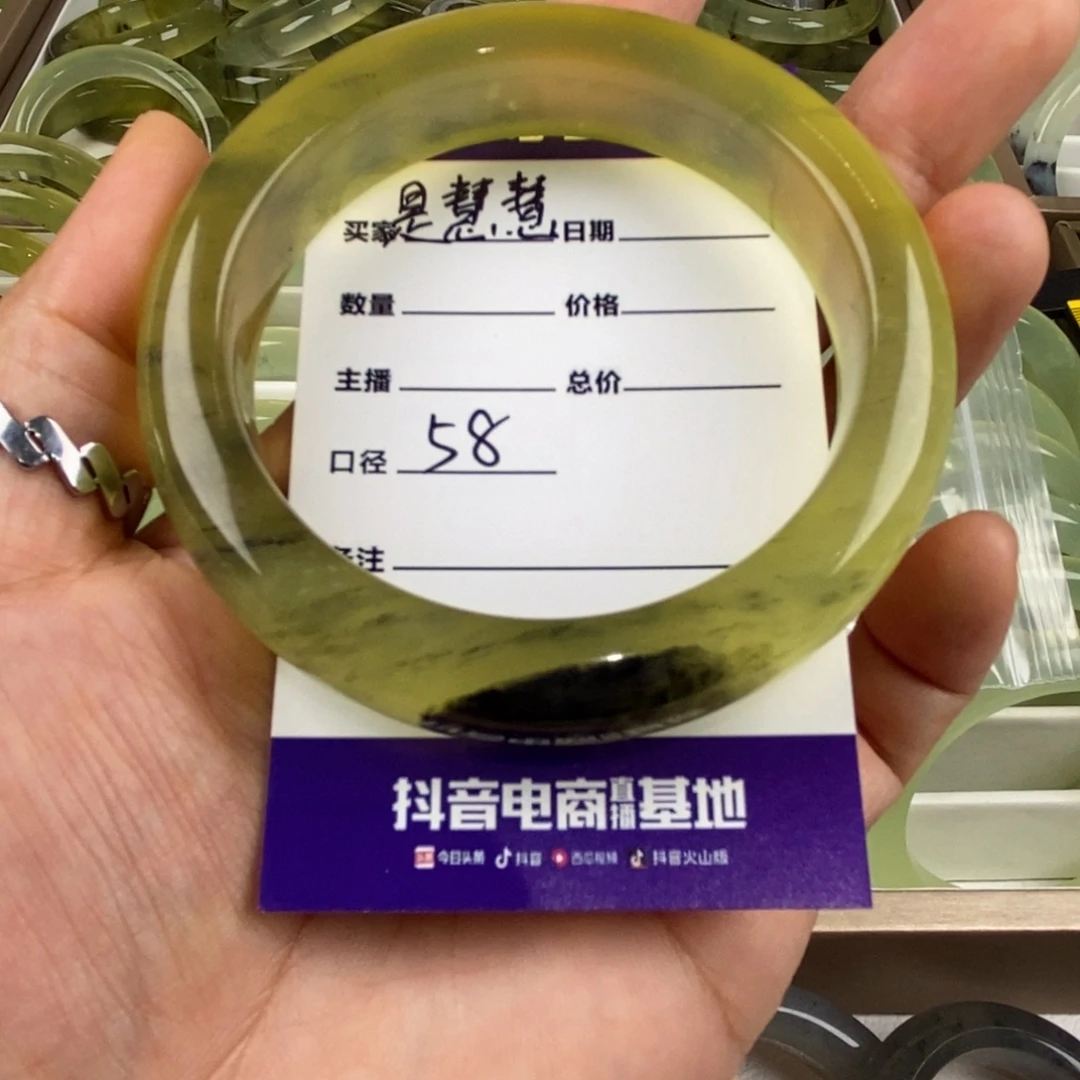 买家 是慧慧 日期
数量 价格
主播 总价
口径 58
备注
抖音电商直播基地
今日头条 抖音 西瓜视频 抖音火山版